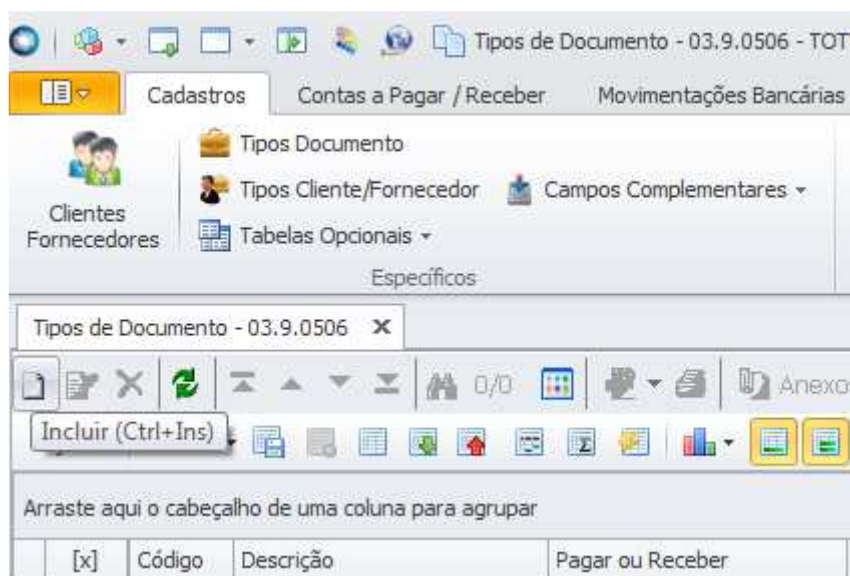 Tipos de Documento - 03.9.0506 - TOT
Cadastros Contas a Pagar / Receber Movimentações Bancárias
Tipos Documento
Tipos Cliente/Fornecedor Campos Complementares
Clientes
Fornecedores
Tabelas Opcionais
Específicos
Tipos de Documento - 03.9.0506 X
0/0 Anexo
Incluir (Ctrl+Ins)
Arraste aqui o cabeçalho de uma coluna para agrupar
[x] Código Descrição Pagar ou Receber